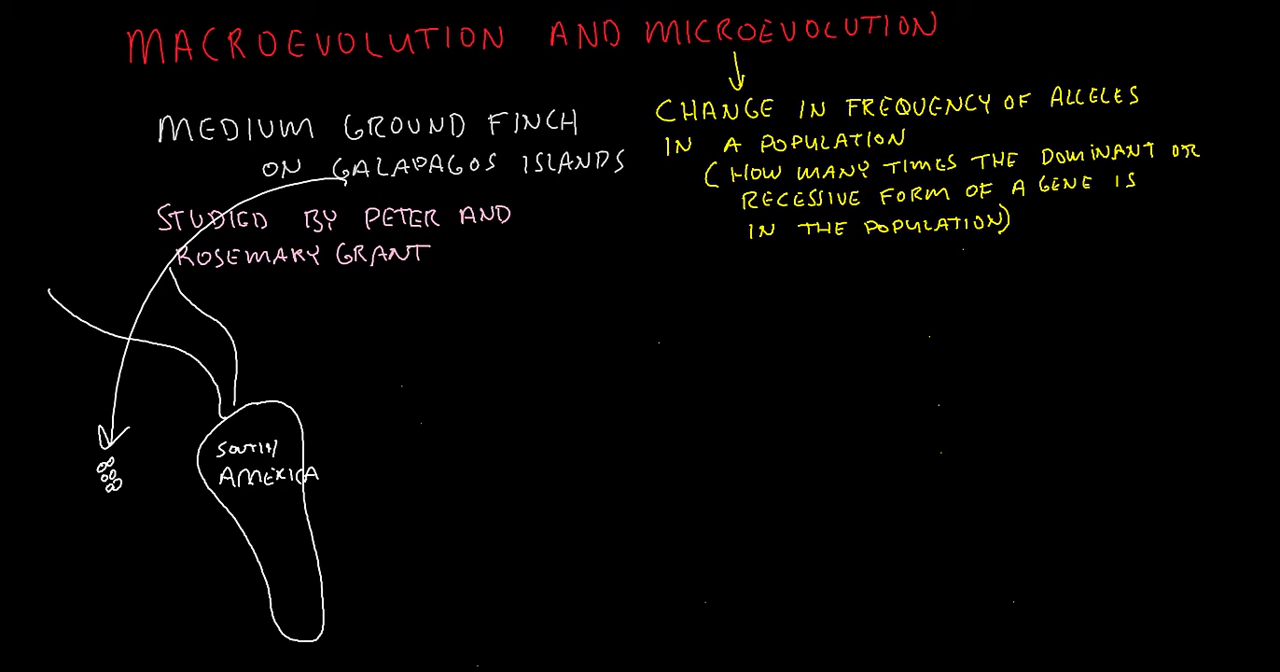 MACROEVOLUTION AND MICROEVOLUTION
MEDIUM GROUND FINCH
ON GALAPAGOS ISLANDS
STUDIED BY PETER AND
ROSEMARY GRANT
CHANGE IN FREQUENCY OF ALLELES
IN A POPULATION
(HOW MANY TIMES THE DOMINANT OR
RECESSIVE FORM OF A GENE IS
IN THE POPULATION)
SOUTH
AMERICA